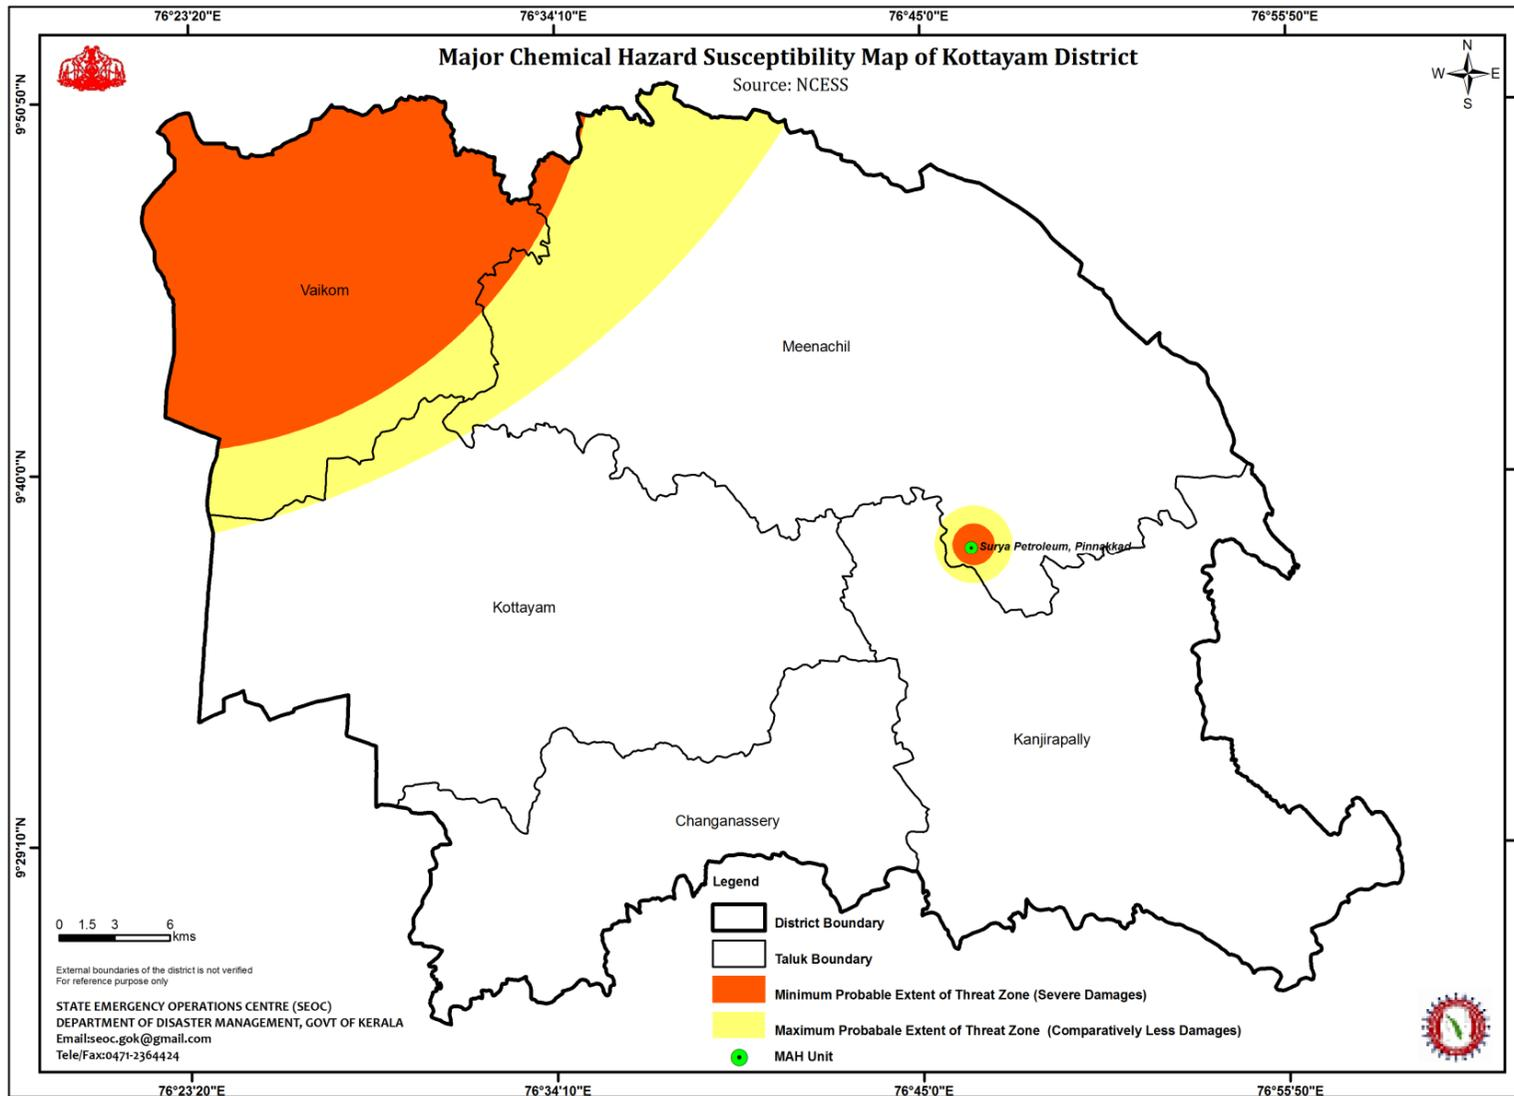 76°23'20"E 76°34'10"E 76°45'0"E 76°55'50"E
Major Chemical Hazard Susceptibility Map of Kottayam District
Source: NCESS
N
W E
S
9°50'50"N
Vaikom
Meenachil
9°40'0"N
Surya Petroleum, Pinnakkad
Kottayam
Kanjirapally
Changanassery
9°29'10"N
Legend
District Boundary
Taluk Boundary
Minimum Probable Extent of Threat Zone (Severe Damages)
Maximum Probabale Extent of Threat Zone (Comparatively Less Damages)
MAH Unit
0 1.5 3 6
kms
External boundaries of the district is not verified
For reference purpose only
STATE EMERGENCY OPERATIONS CENTRE (SEOC)
DEPARTMENT OF DISASTER MANAGEMENT, GOVT OF KERALA
Email:seoc.gok@gmail.com
Tele/Fax:0471-2364424
76°23'20"E 76°34'10"E 76°45'0"E 76°55'50"E